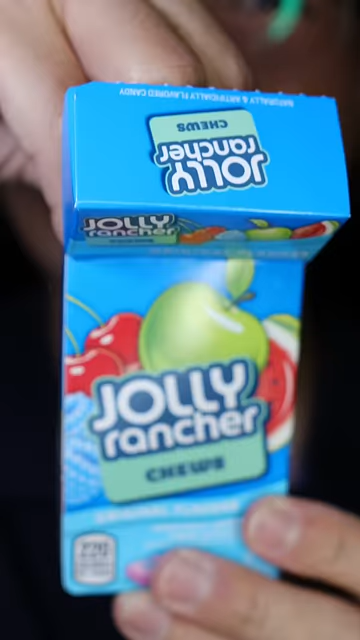 NATURALLY & ARTIFICIALLY FLAVORED CANDY
JOLLY
rancher
CHEWS
JOLLY
rancher
JOLLY
rancher
CHEWS